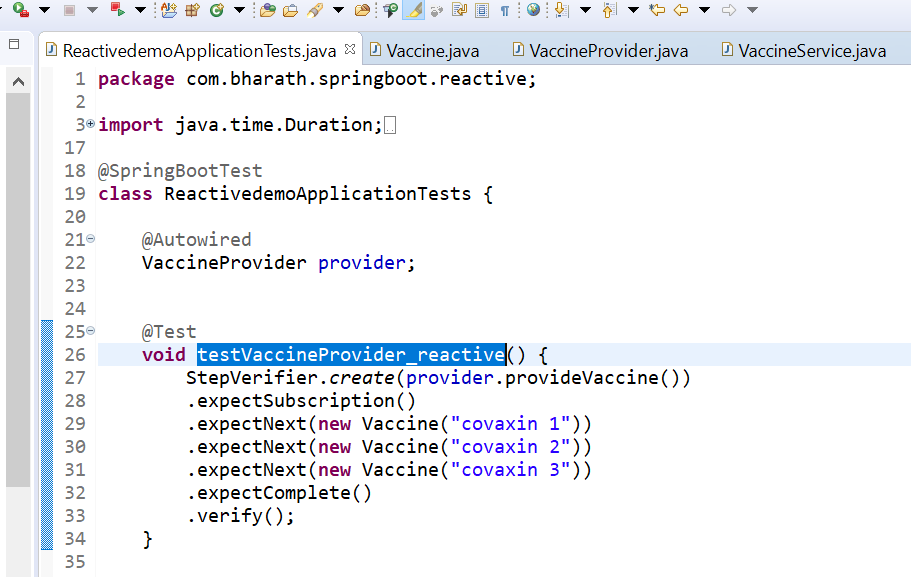 ReactivedemoApplicationTests.java Vaccine.java VaccineProvider.java VaccineService.java
1 package com.bharath.springboot.reactive;
2
3 import java.time.Duration;
17
18 @SpringBootTest
19 class ReactivedemoApplicationTests {
20
21 @Autowired
22 VaccineProvider provider;
23
24
25 @Test
26 void testVaccineProvider_reactive() {
27 StepVerifier.create(provider.provideVaccine())
28 .expectSubscription()
29 .expectNext(new Vaccine("covaxin 1"))
30 .expectNext(new Vaccine("covaxin 2"))
31 .expectNext(new Vaccine("covaxin 3"))
32 .expectComplete()
33 .verify();
34 }
35